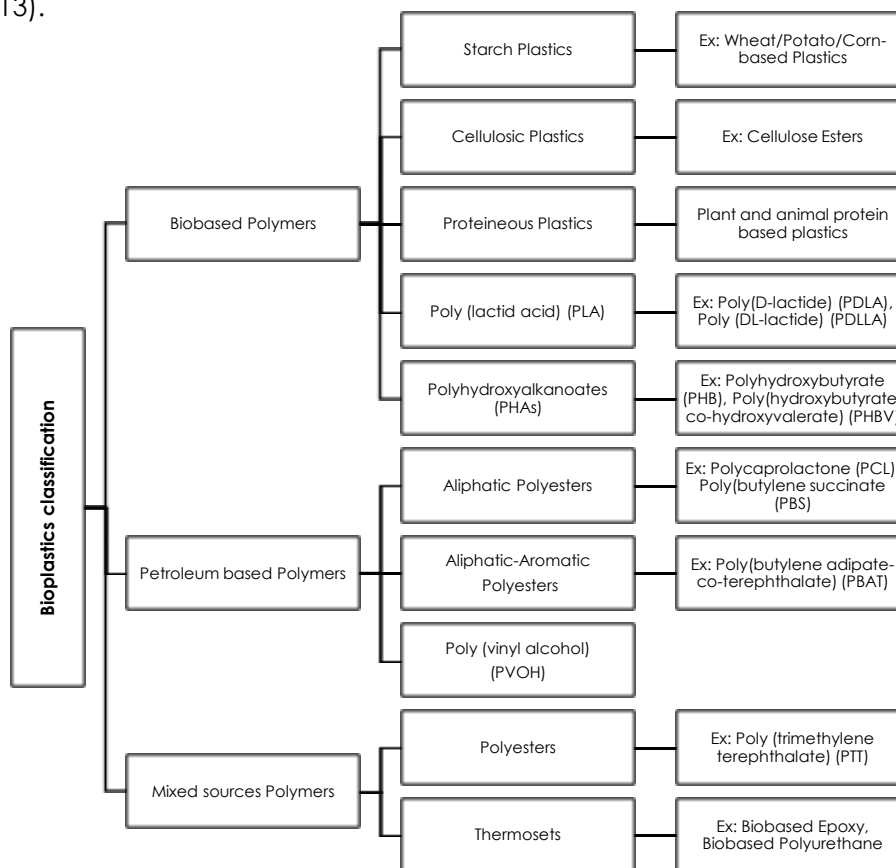 13).
Starch Plastics
Ex: Wheat/Potato/Corn-
based Plastics
Cellulosic Plastics
Ex: Cellulose Esters
Biobased Polymers
Proteineous Plastics
Plant and animal protein
based plastics
Poly (lactid acid) (PLA)
Ex: Poly(D-lactide) (PDLA),
Poly (DL-lactide) (PDLLA)
Polyhydroxyalkanoates
(PHAs)
Ex: Polyhydroxybutyrate
(PHB), Poly(hydroxybutyrate
co-hydroxyvalerate) (PHBV)
Bioplastics classification
Aliphatic Polyesters
Ex: Polycaprolactone (PCL)
Poly(butylene succinate
(PBS)
Petroleum based Polymers
Aliphatic-Aromatic
Polyesters
Ex: Poly(butylene adipate-
co-terephthalate) (PBAT)
Poly (vinyl alcohol)
(PVOH)
Mixed sources Polymers
Polyesters
Ex: Poly (trimethylene
terephthalate) (PTT)
Thermosets
Ex: Biobased Epoxy,
Biobased Polyurethane